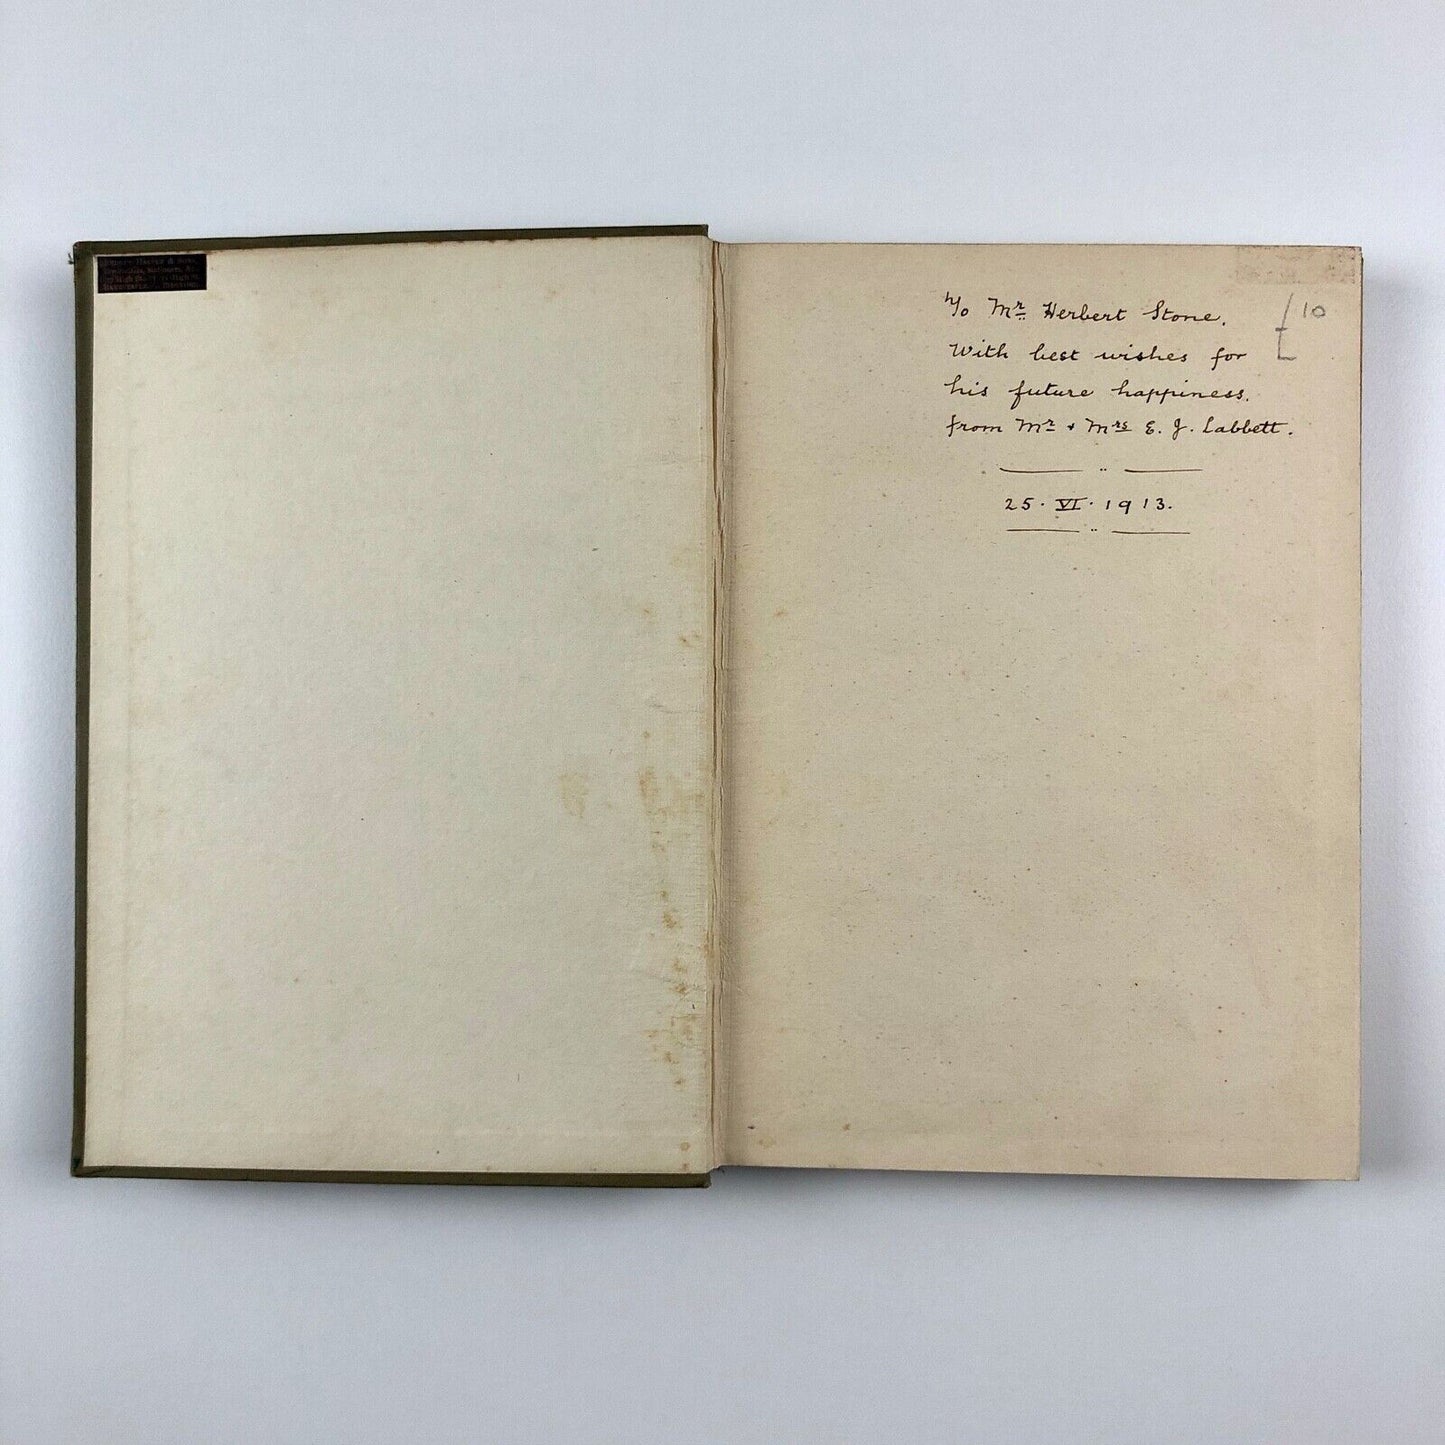 To Mr Herbert Stone.
With best wishes for
his future happiness.
from Mr & Mrs E. J. Labbett.
25 · VI · 1913.
£10